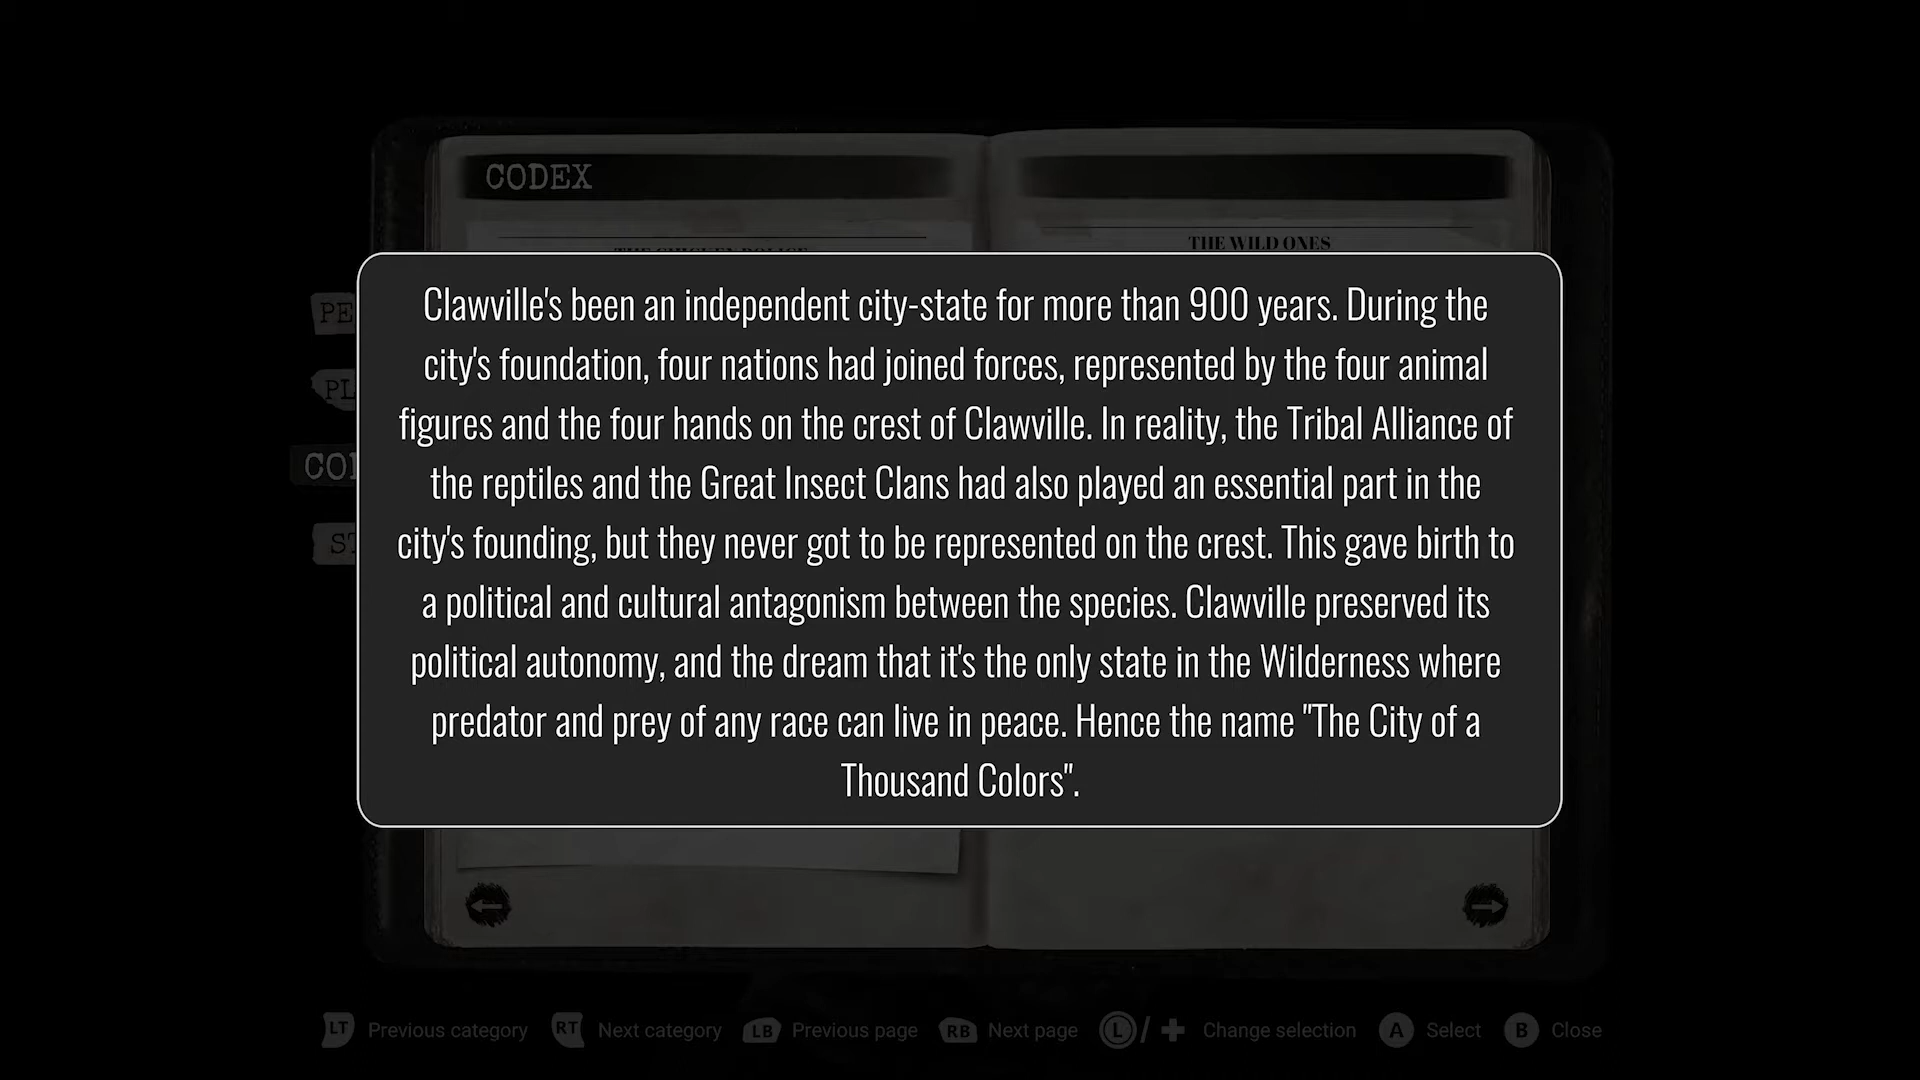 CODEX
THE CHICKEN POLICE
THE WILD ONES
Clawville's been an independent city-state for more than 900 years. During the
city's foundation, four nations had joined forces, represented by the four animal
figures and the four hands on the crest of Clawville. In reality, the Tribal Alliance of
the reptiles and the Great Insect Clans had also played an essential part in the
city's founding, but they never got to be represented on the crest. This gave birth to
a political and cultural antagonism between the species. Clawville preserved its
political autonomy, and the dream that it's the only state in the Wilderness where
predator and prey of any race can live in peace. Hence the name "The City of a
Thousand Colors".
LT Previous category RT Next category LB Previous page RB Next page L / Change selection A Select B Close